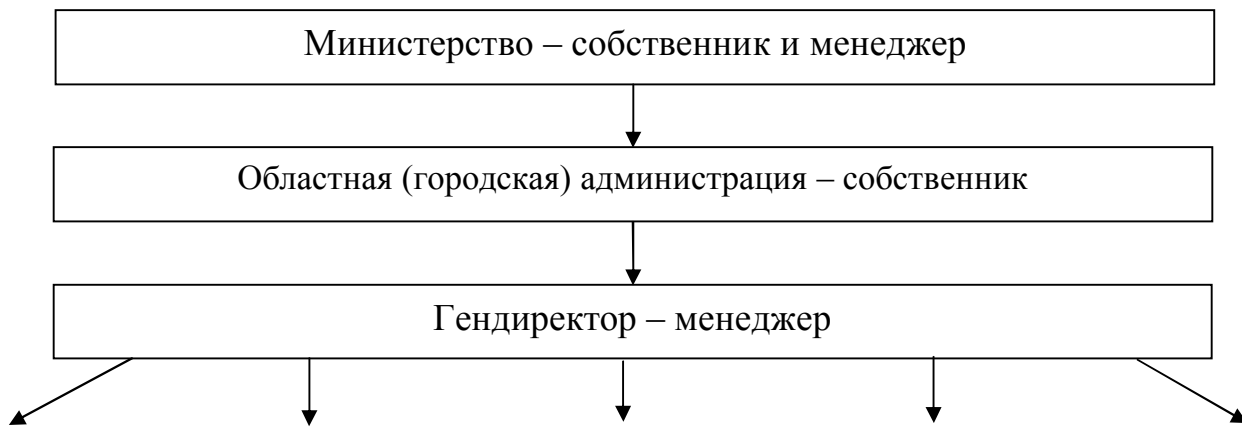 Министерство – собственник и менеджер
Областная (городская) администрация – собственник
Гендиректор – менеджер